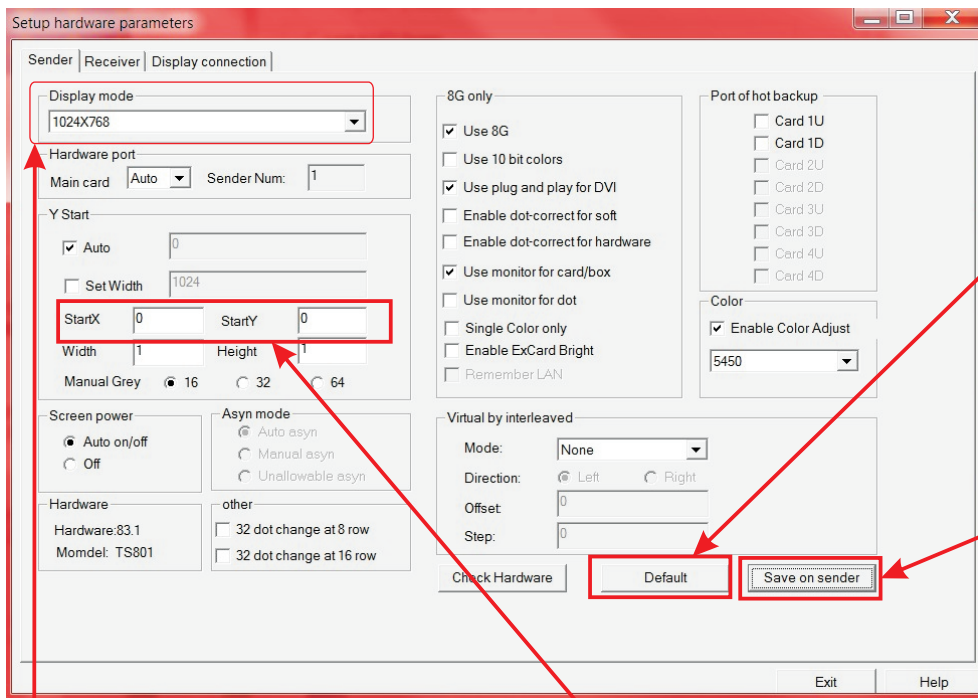 Setup hardware parameters
Sender Receiver Display connection
Display mode
1024X768
Hardware port
Main card Auto Sender Num: 1
Y Start
Auto 0
Set Width 1024
StartX 0 StartY 0
Width 1 Height 1
Manual Grey 16 32 64
Screen power
Auto on/off
Off
Asyn mode
Auto asyn
Manual asyn
Unallowable asyn
Hardware
Hardware:83.1
Momdel: TS801
other
32 dot change at 8 row
32 dot change at 16 row
8G only
Use 8G
Use 10 bit colors
Use plug and play for DVI
Enable dot-correct for soft
Enable dot-correct for hardware
Use monitor for card/box
Use monitor for dot
Single Color only
Enable ExCard Bright
Remember LAN
Port of hot backup
Card 1U
Card 1D
Card 2U
Card 2D
Card 3U
Card 3D
Card 4U
Card 4D
Color
Enable Color Adjust
5450
Virtual by interleaved
Mode: None
Direction: Left Right
Offset: 0
Step: 0
Check Hardware Default Save on sender
Exit Help